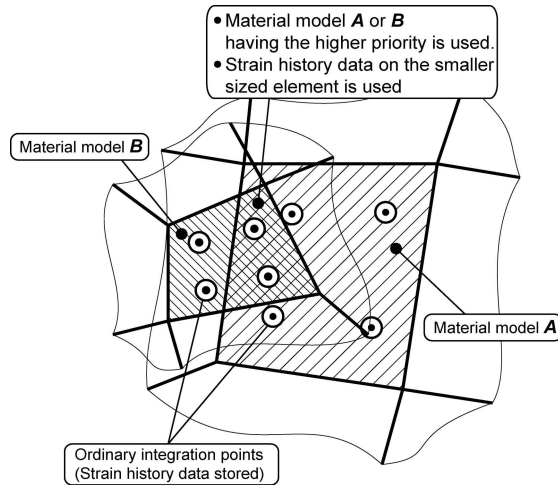 ● Material model A or B
having the higher priority is used.
● Strain history data on the smaller
sized element is used
Material model B
Material model A
Ordinary integration points
(Strain history data stored)